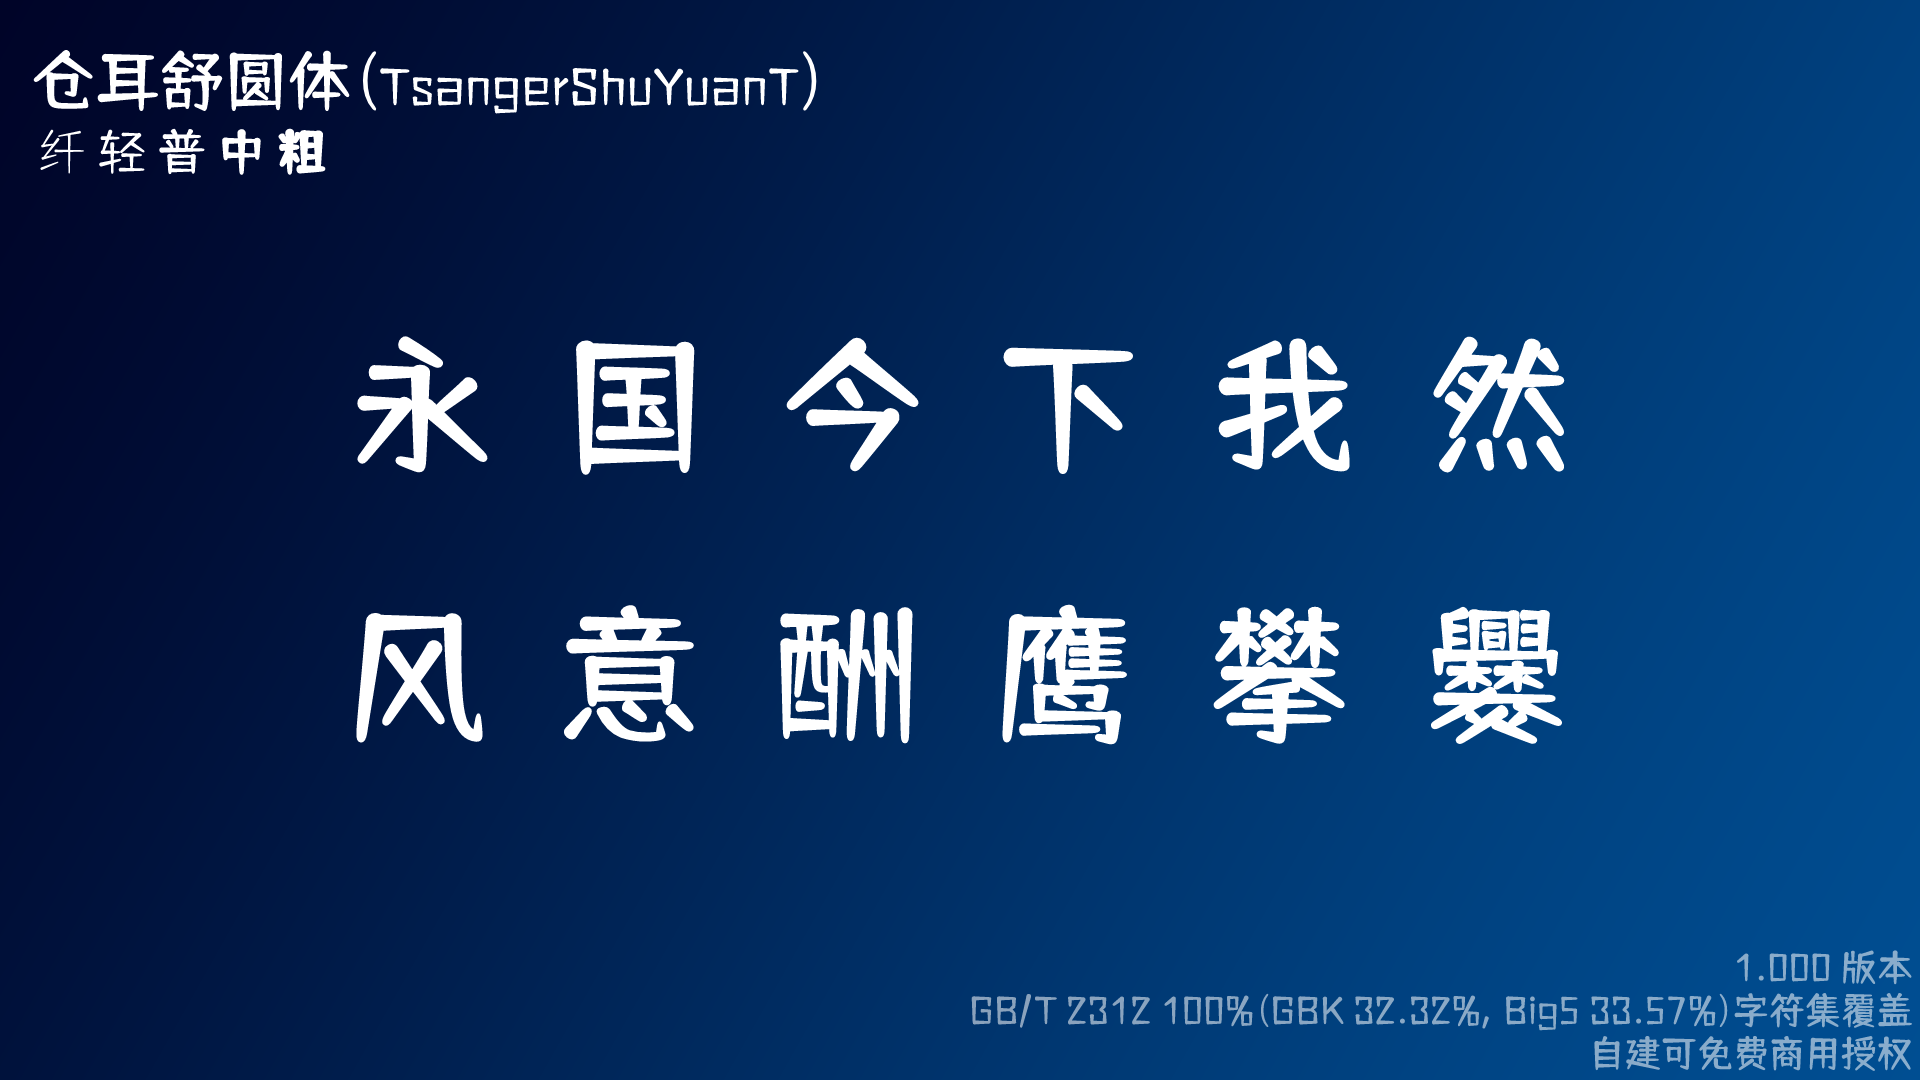 仓耳舒圆体(TsangerShuYuanT)
纤 轻 普 中 粗
永 国 今 下 我 然
风 意 酬 鹰 攀 爨
1.000 版本
GB/T 2312 100%(GBK 32.32%, Big5 33.57%)字符集覆盖
自建可免费商用授权